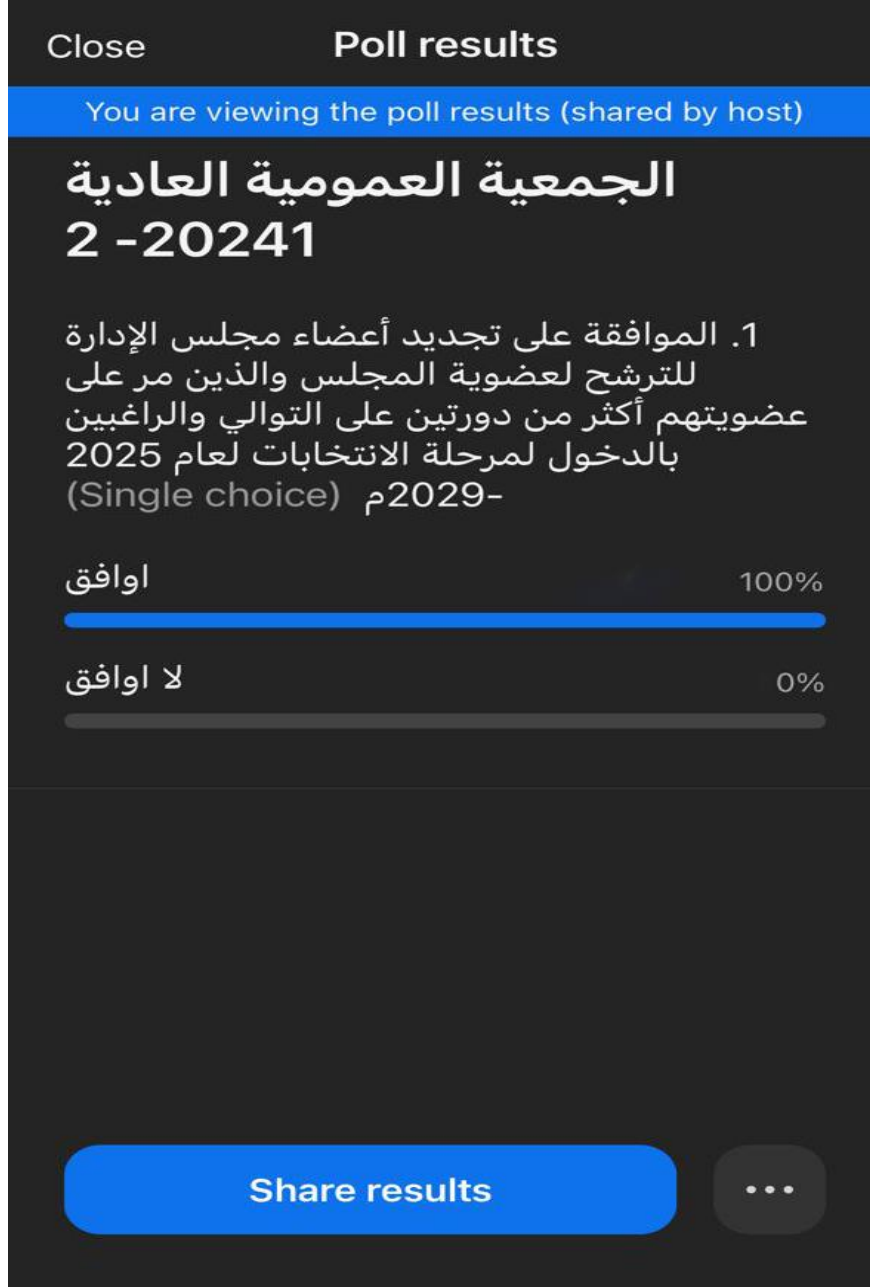 Close
Poll results
You are viewing the poll results (shared by host)
الجمعية العمومية العادية
2 -20241
1. الموافقة على تجديد أعضاء مجلس الإدارة
للترشح لعضوية المجلس والذين مر على
عضويتهم أكثر من دورتين على التوالي والراغبين
بالدخول لمرحلة الانتخابات لعام 2025
-2029م (Single choice)
اوافق
100%
لا اوافق
0%
Share results